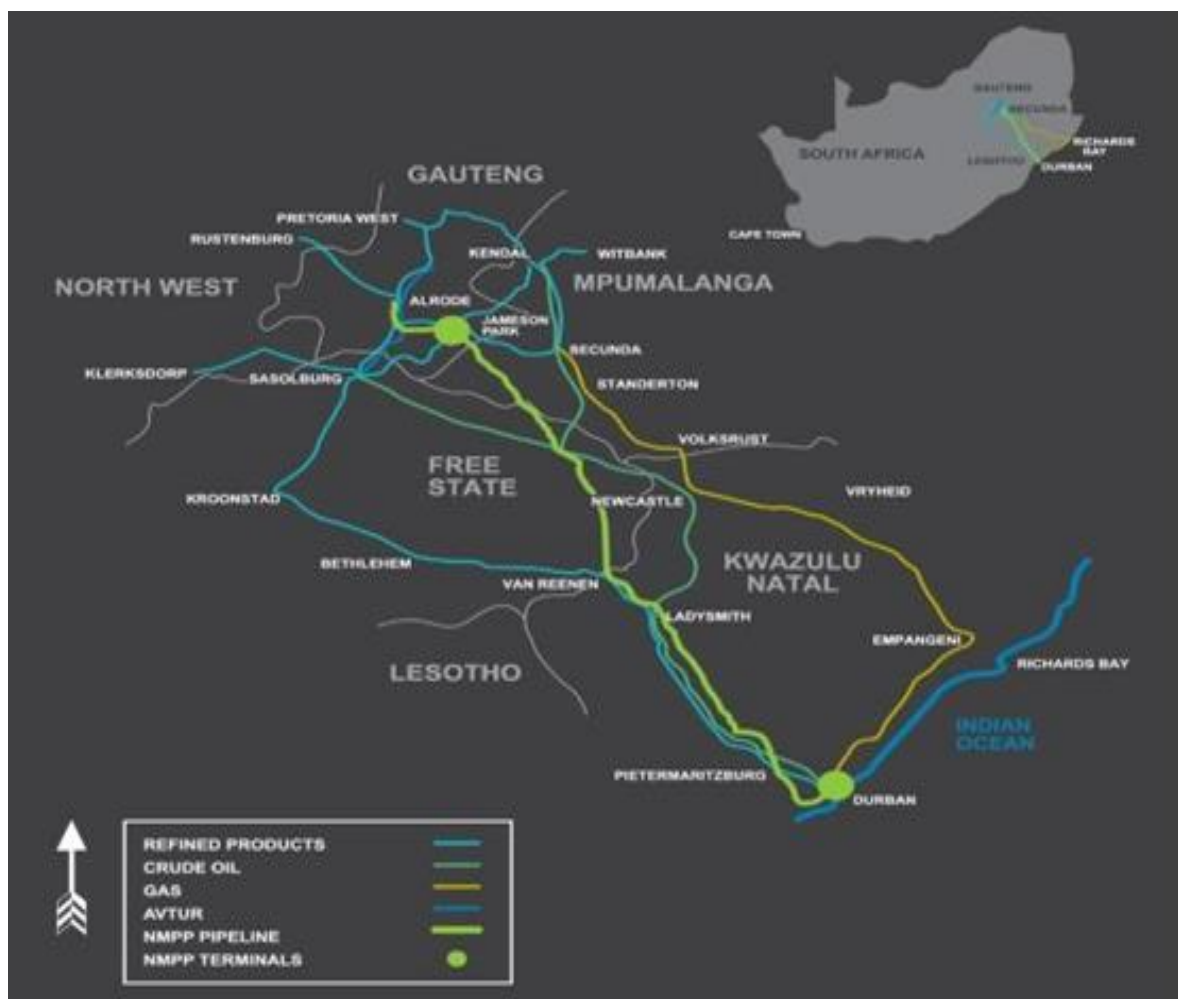 GAUTENG
SECUNDA
SOUTH AFRICA
RICHARDS
BAY
LESOTHO
DURBAN
CAPE TOWN
GAUTENG
PRETORIA WEST
RUSTENBURG
KENDAL
WITBANK
NORTH WEST
MPUMALANGA
ALRODE
JAMESON
PARK
SECUNDA
KLERKSDORP
SASOLBURG
STANDERTON
VOLKSRUST
FREE
STATE
KROONSTAD
NEWCASTLE
VRYHEID
BETHLEHEM
VAN REENEN
KWAZULU
NATAL
LADYSMITH
EMPANGENI
LESOTHO
RICHARDS BAY
INDIAN
OCEAN
PIETERMARITZBURG
DURBAN
REFINED PRODUCTS
CRUDE OIL
GAS
AVTUR
NMPP PIPELINE
NMPP TERMINALS